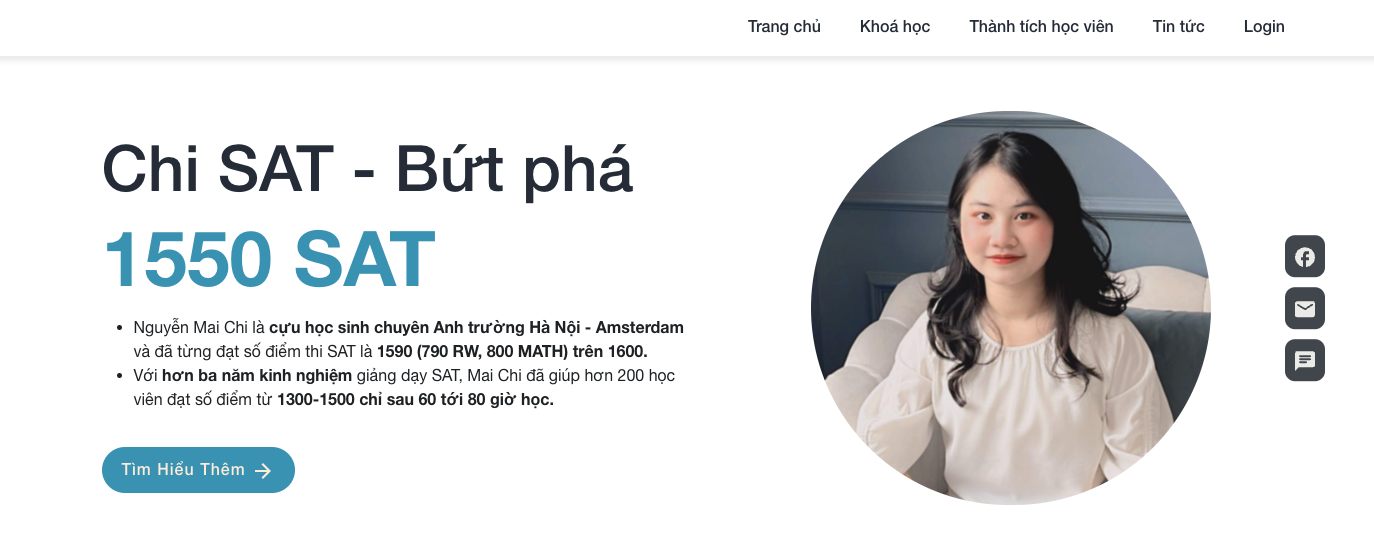 Trang chủ Khoá học Thành tích học viên Tin tức Login
Chi SAT - Bứt phá
1550 SAT
• Nguyễn Mai Chi là cựu học sinh chuyên Anh trường Hà Nội - Amsterdam
và đã từng đạt số điểm thi SAT là 1590 (790 RW, 800 MATH) trên 1600.
• Với hơn ba năm kinh nghiệm giảng dạy SAT, Mai Chi đã giúp hơn 200 học
viên đạt số điểm từ 1300-1500 chỉ sau 60 tới 80 giờ học.
Tìm Hiểu Thêm →